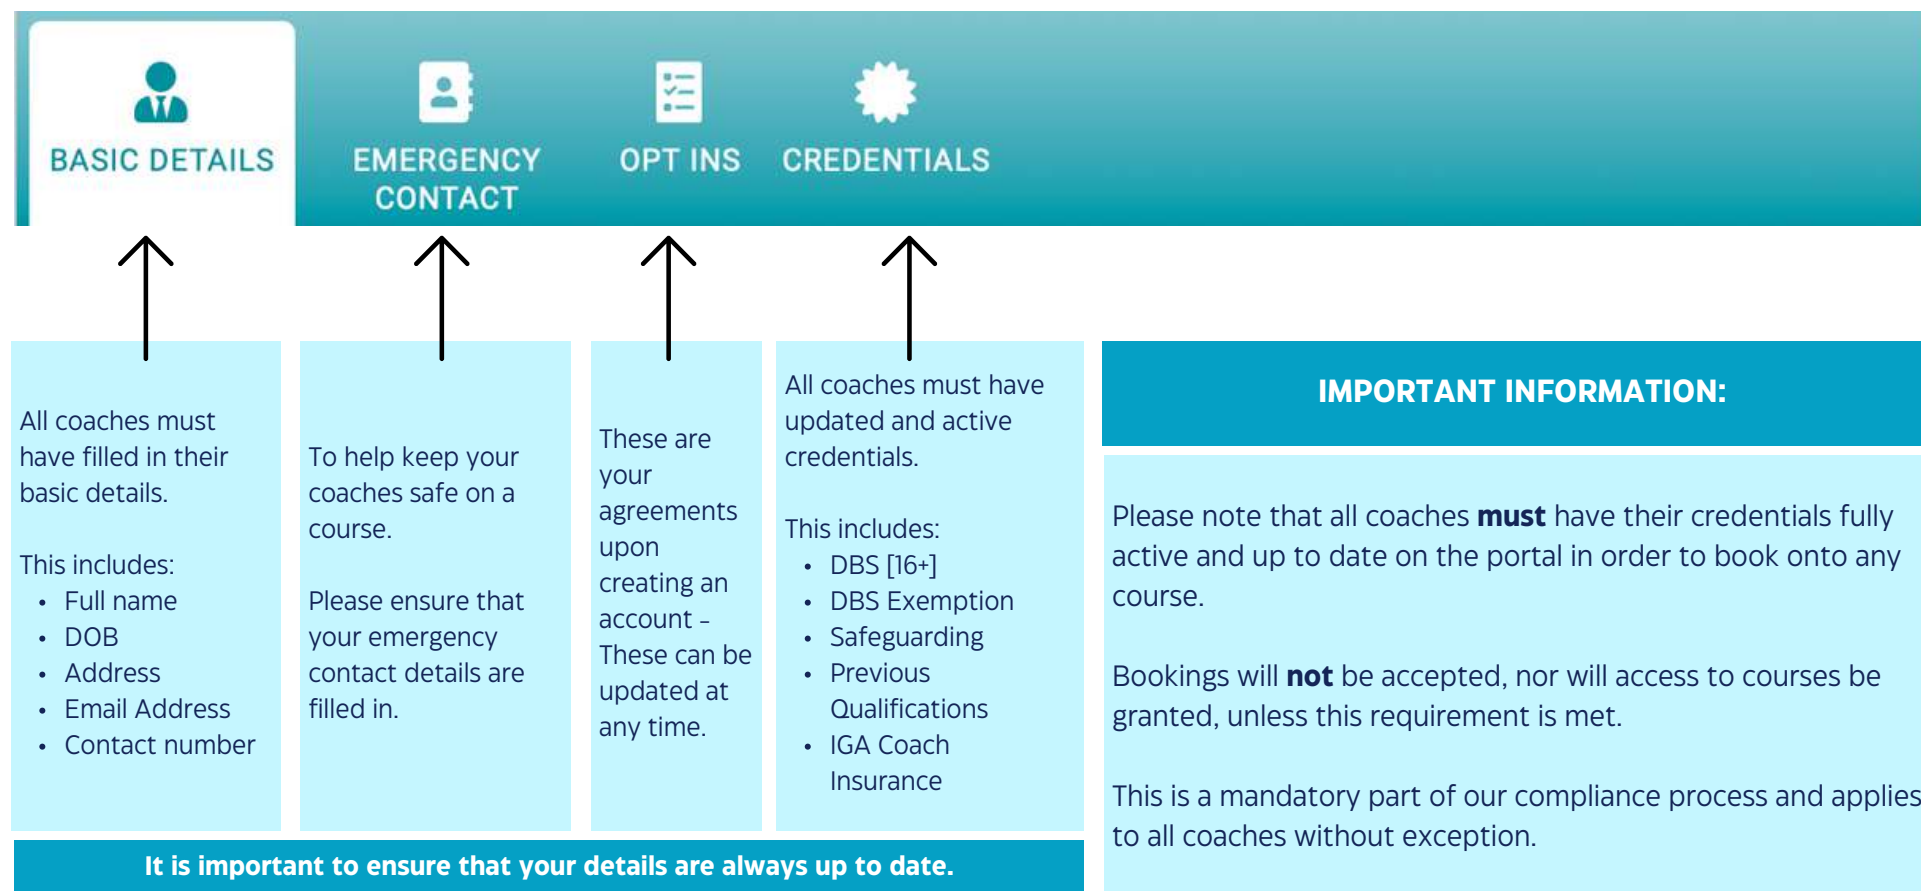 BASIC DETAILS
EMERGENCY
CONTACT
OPT INS
CREDENTIALS
All coaches must
have filled in their
basic details.
This includes:
• Full name
• DOB
• Address
• Email Address
• Contact number
To help keep your
coaches safe on a
course.
Please ensure that
your emergency
contact details are
filled in.
These are
your
agreements
upon
creating an
account –
These can be
updated at
any time.
All coaches must have
updated and active
credentials.
This includes:
• DBS [16+]
• DBS Exemption
• Safeguarding
• Previous
Qualifications
• IGA Coach
Insurance
It is important to ensure that your details are always up to date.
IMPORTANT INFORMATION:
Please note that all coaches must have their credentials fully
active and up to date on the portal in order to book onto any
course.
Bookings will not be accepted, nor will access to courses be
granted, unless this requirement is met.
This is a mandatory part of our compliance process and applies
to all coaches without exception.